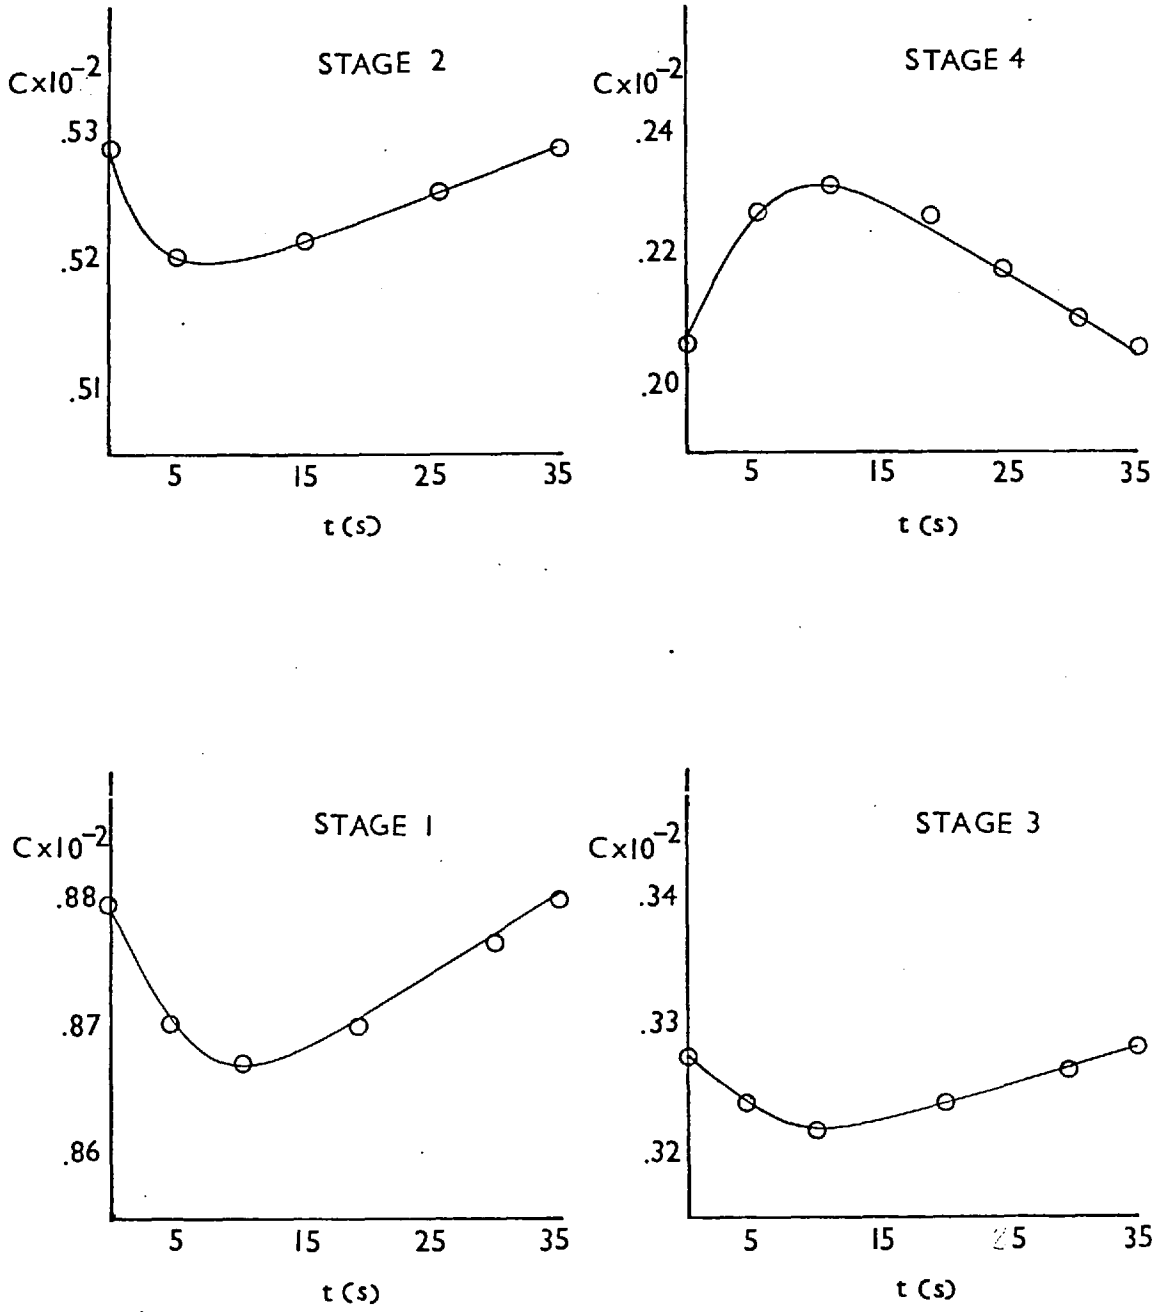 STAGE 2
Cx10-2
.53
.52
.51
5 15 25 35
t (s)
STAGE 4
Cx10-2
.24
.22
.20
5 15 25 35
t (s)
STAGE 1
Cx10-2
.88
.87
.86
5 15 25 35
t (s)
STAGE 3
Cx10-2
.34
.33
.32
5 15 25 35
t (s)